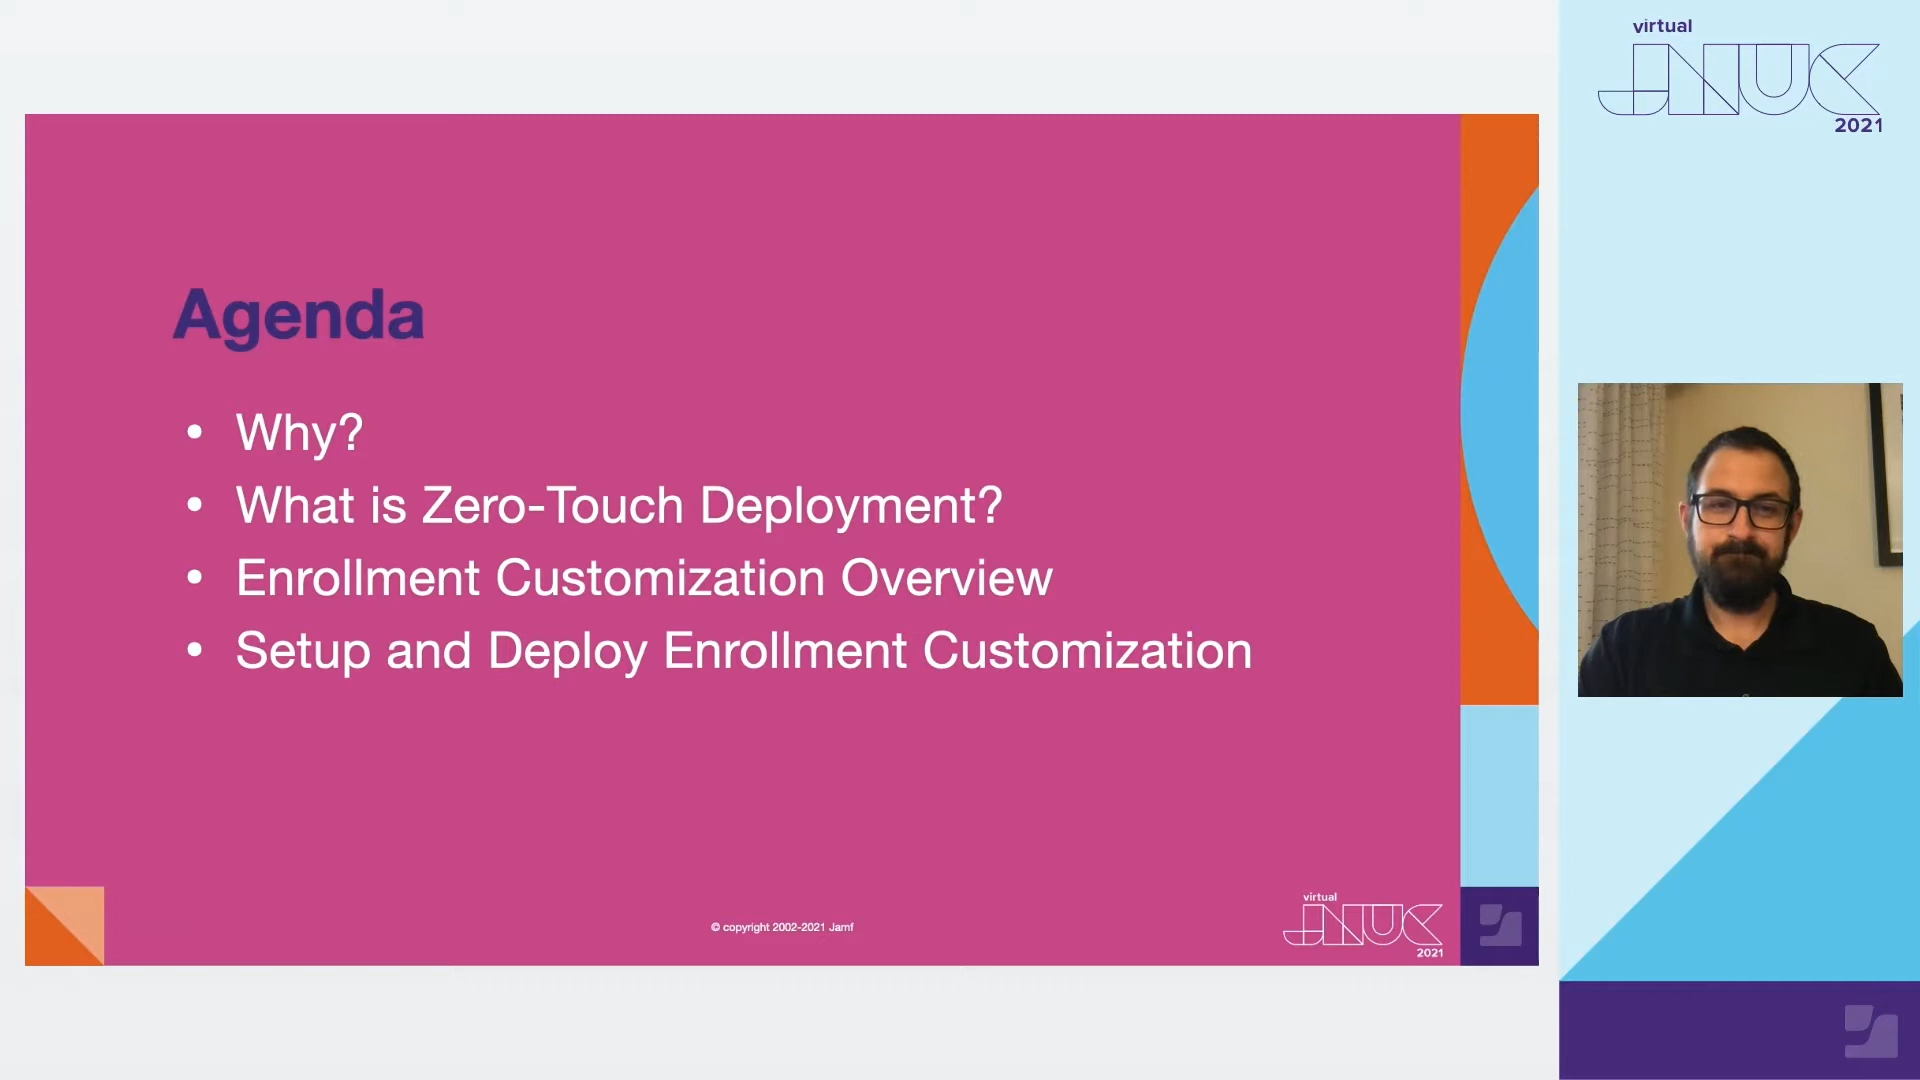 Agenda
• Why?
• What is Zero-Touch Deployment?
• Enrollment Customization Overview
• Setup and Deploy Enrollment Customization
© copyright 2002-2021 Jamf
virtual
JNUC
2021
virtual
JNUC
2021